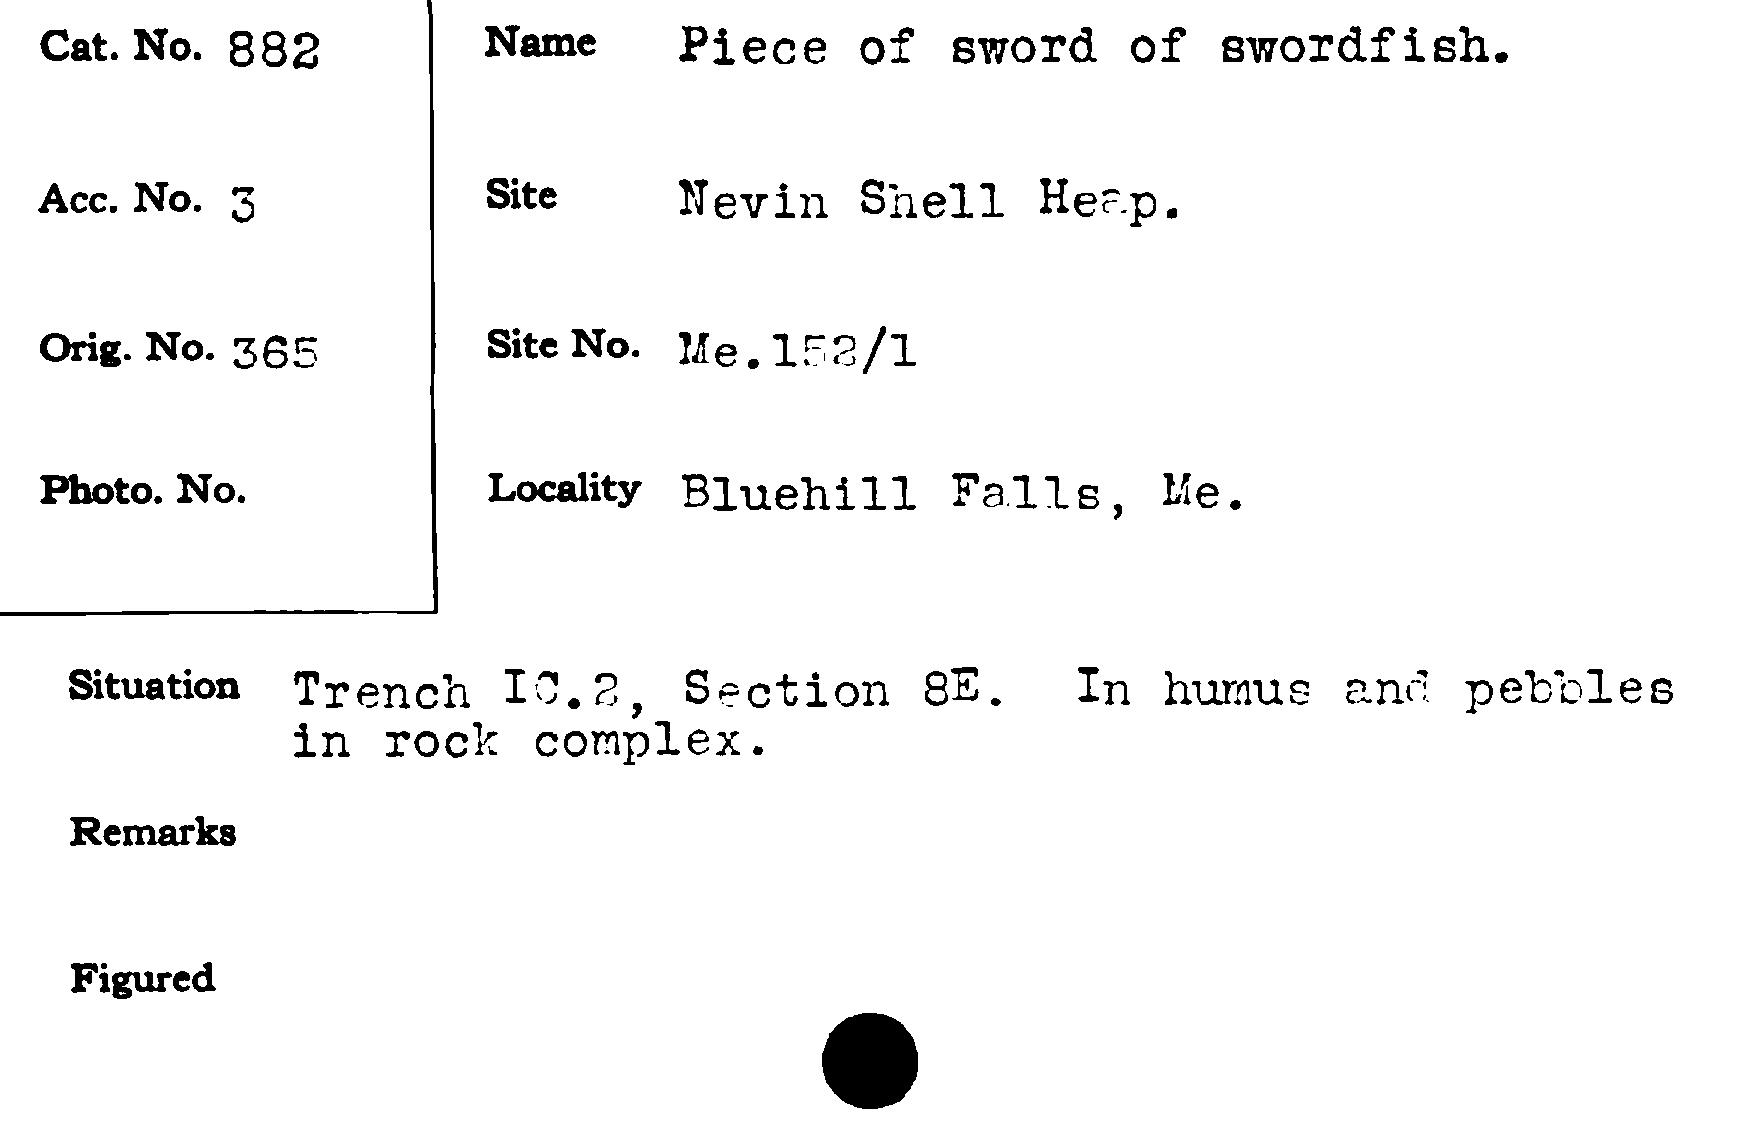 Cat. No. 882
Name Piece of sword of swordfish.
Acc. No. 3
Site Nevin Shell Heap.
Orig. No. 365
Site No. Me.152/1
Photo. No.
Locality Bluehill Falls, Me.
Situation Trench IC.2, Section 8E. In humus and pebbles
in rock complex.
Remarks
Figured